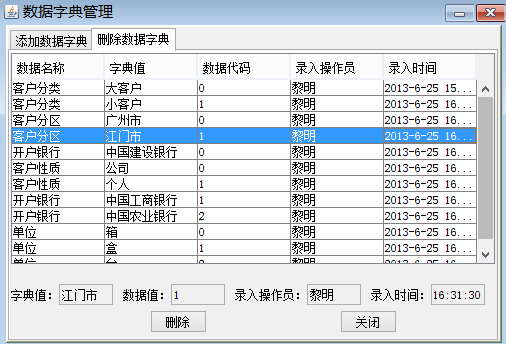 数据字典管理
添加数据字典 删除数据字典
数据名称 字典值 数据代码 录入操作员 录入时间
客户分类 大客户 0 黎明 2013-6-25 15...
客户分类 小客户 1 黎明 2013-6-25 16...
客户分区 广州市 0 黎明 2013-6-25 16...
客户分区 江门市 1 黎明 2013-6-25 16...
开户银行 中国建设银行 0 黎明 2013-6-25 16...
客户性质 公司 0 黎明 2013-6-25 16...
客户性质 个人 1 黎明 2013-6-25 16...
开户银行 中国工商银行 1 黎明 2013-6-25 16...
开户银行 中国农业银行 2 黎明 2013-6-25 16...
单位 箱 0 黎明 2013-6-25 16...
单位 盒 1 黎明 2013-6-25 16...
字典值: 江门市 数据值: 1 录入操作员: 黎明 录入时间: 16:31:30
删除 关闭